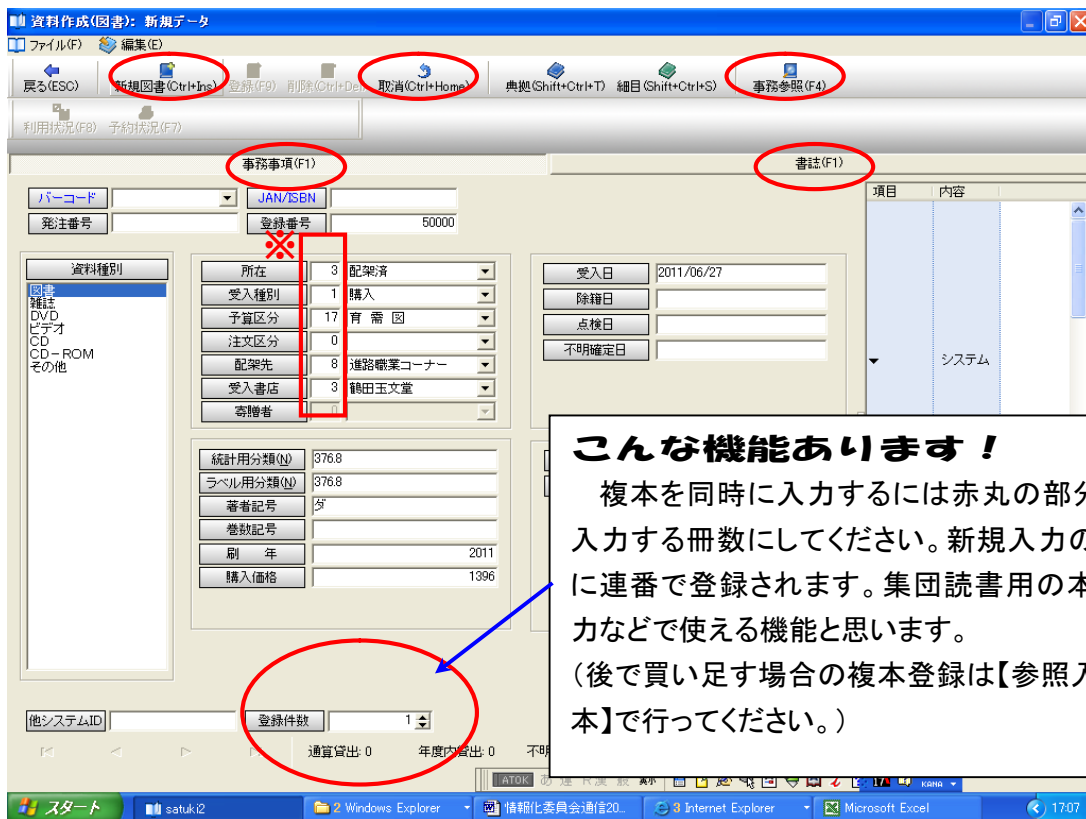 資料作成(図書): 新規データ
ファイル(F) 編集(E)
戻る(ESC) 新規図書(Ctrl+Ins) 登録(F9) 削除(Ctrl+De 取消(Ctrl+Home) 典拠(Shift+Ctrl+T) 細目(Shift+Ctrl+S) 事務参照(F4)
利用状況(F8) 予約状況(F7)
事務事項(F1) 書誌(F1)
バーコード JAN/ISBN 項目 内容
発注番号 登録番号 50000
※
資料種別
図書
雑誌
DVD
ビデオ
CD
CD-ROM
その他
所在 3 配架済
受入種別 1 購入
予算区分 17 育 需 図
注文区分 0
配架先 8 進路職業コーナー
受入書店 3 鶴田玉文堂
寄贈者 0
受入日 2011/06/27
除籍日
点検日
不明確定日
システム
統計用分類(N) 376.8
ラベル用分類(N) 376.8
著者記号 ダ
巻数記号
刷 年 2011
購入価格 1396
こんな機能あります！
複本を同時に入力するには赤丸の部分
入力する冊数にしてください。新規入力の
に連番で登録されます。集団読書用の本
力などで使える機能と思います。
（後で買い足す場合の複本登録は【参照入
本】で行ってください。）
他システムID 登録件数 1
通算貸出: 0 年度内貸出: 0 不明
ATOK あ 連 R漢 般 英小 KANA
スタート satuki2 2 Windows Explorer 情報化委員会通信20... 3 Internet Explorer Microsoft Excel 17:07